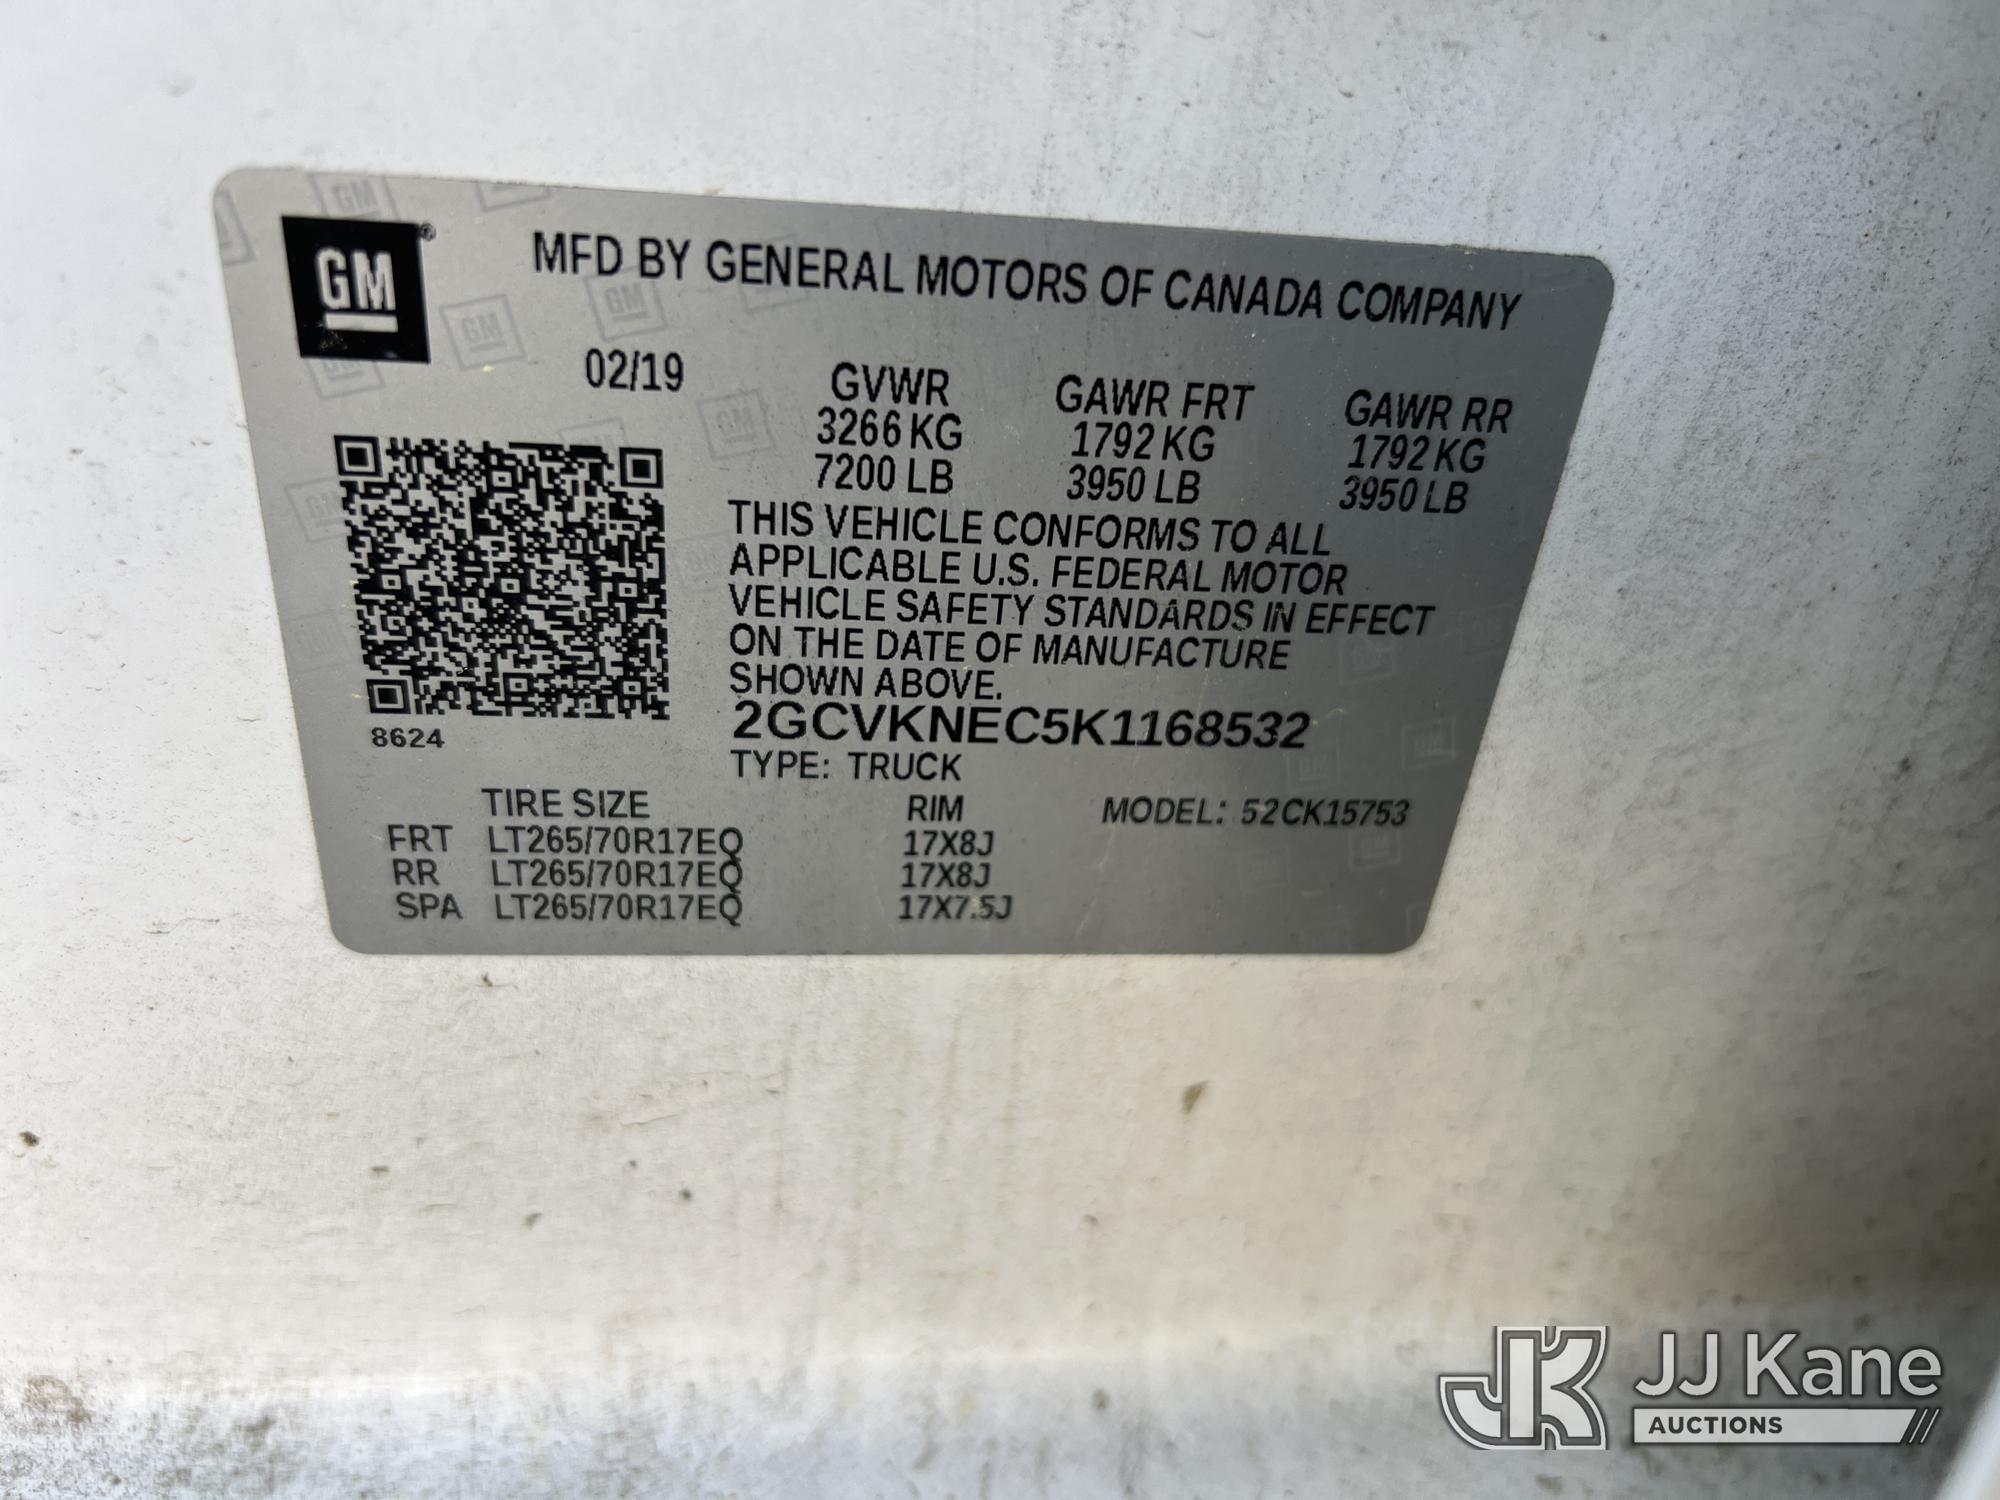 GM®
MFD BY GENERAL MOTORS OF CANADA COMPANY
02/19
GVWR GAWR FRT GAWR RR
3266 KG 1792 KG 1792 KG
7200 LB 3950 LB 3950 LB
THIS VEHICLE CONFORMS TO ALL
APPLICABLE U.S. FEDERAL MOTOR
VEHICLE SAFETY STANDARDS IN EFFECT
ON THE DATE OF MANUFACTURE
SHOWN ABOVE.
2GCVKNEC5K1168532
8624
TYPE: TRUCK
TIRE SIZE RIM MODEL: 52CK15753
FRT LT265/70R17EQ 17X8J
RR LT265/70R17EQ 17X8J
SPA LT265/70R17EQ 17X7.5J
JK JJ Kane
AUCTIONS